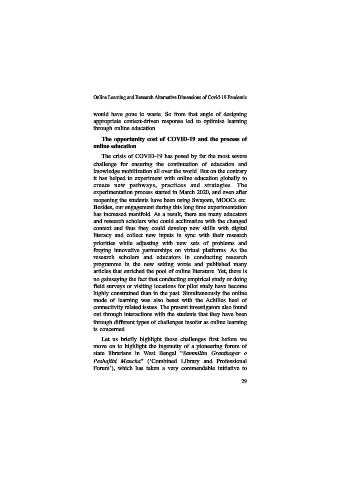 Online Learning and Research Alternative Dimensions of Covid-19 Pandemic
would have gone to waste. So from that angle of designing
appropriate context-driven response led to optimise learning
through online education
The opportunity cost of COVID-19 and the process of
online education
The crisis of COVID-19 has posed by far the most severe
challenge for ensuring the continuation of education and
knowledge mobilization all over the world. But on the contrary
it has helped to experiment with online education globally to
create new pathways, practices and strategies. The
experimentation process started in March 2020, and even after
reopening the students have been using Swayam, MOOCs etc.
Besides, our engagement during this long time experimentation
has increased manifold. As a result, there are many educators
and research scholars who could acclimatize with the changed
context and thus they could develop new skills with digital
literacy and collect new inputs in sync with their research
priorities while adjusting with new sets of problems and
forging innovative partnerships on virtual platforms. As the
research scholars and educators in conducting research
programme in the new setting wrote and published many
articles that enriched the pool of online literature. Yet, there is
no gainsaying the fact that conducting empirical study or doing
field surveys or visiting locations for pilot study have become
highly constrained than in the past. Simultaneously the online
mode of learning was also beset with the Achilles heel of
connectivity related issues. The present investigators also found
out through interactions with the students that they have been
through different types of challenges insofar as online learning
is concerned.
Let us briefly highlight those challenges first before we
move on to highlight the ingenuity of a pioneering forum of
state librarians in West Bengal "Sammilita Granthagar o
Peshajibi Mancha" ('Combined Library and Professional
Forum'), which has taken a very commendable initiative to
29